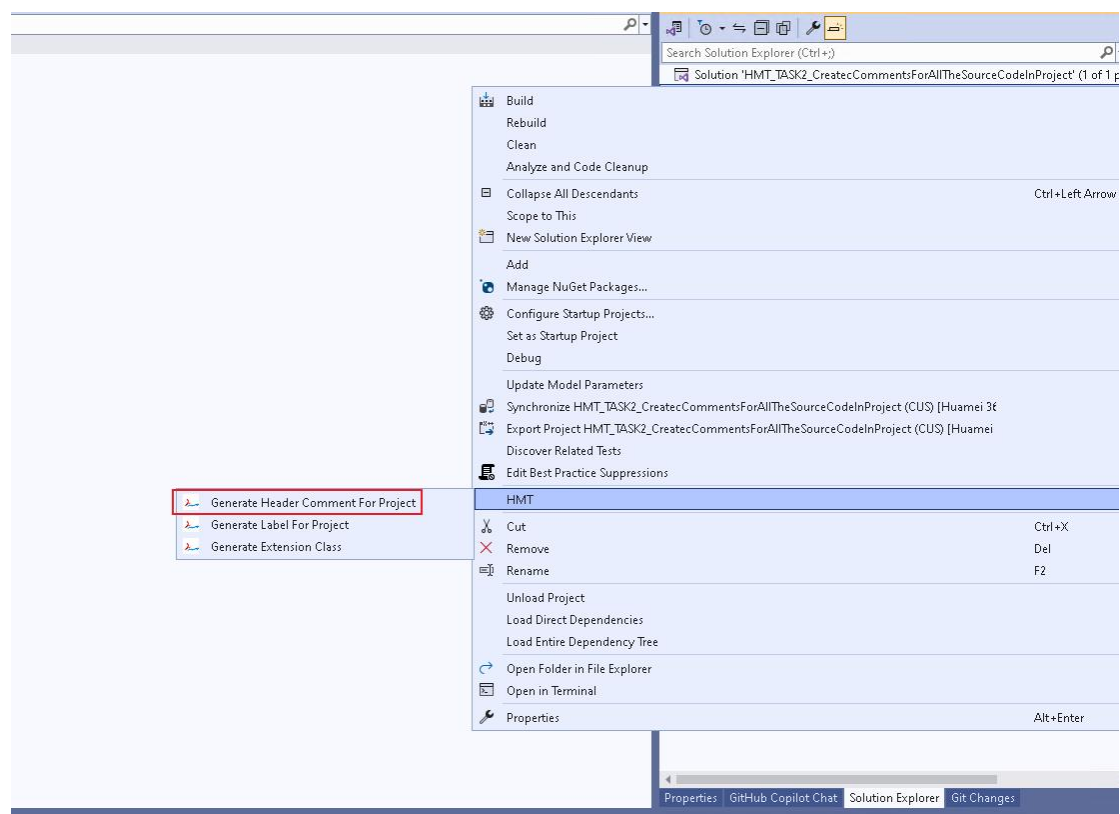 Search Solution Explorer (Ctrl+;)
Solution 'HMT_TASK2_CreatecCommentsForAllTheSourceCodeInProject' (1 of 1 p
Build
Rebuild
Clean
Analyze and Code Cleanup
Collapse All Descendants Ctrl+Left Arrow
Scope to This
New Solution Explorer View
Add
Manage NuGet Packages...
Configure Startup Projects...
Set as Startup Project
Debug
Update Model Parameters
Synchronize HMT_TASK2_CreatecCommentsForAllTheSourceCodeInProject (CUS) [Huamei 36
Export Project HMT_TASK2_CreatecCommentsForAllTheSourceCodeInProject (CUS) [Huamei
Discover Related Tests
Edit Best Practice Suppressions
HMT
Generate Header Comment For Project
Generate Label For Project
Generate Extension Class
Cut Ctrl+X
Remove Del
Rename F2
Unload Project
Load Direct Dependencies
Load Entire Dependency Tree
Open Folder in File Explorer
Open in Terminal
Properties Alt+Enter
Properties GitHub Copilot Chat Solution Explorer Git Changes